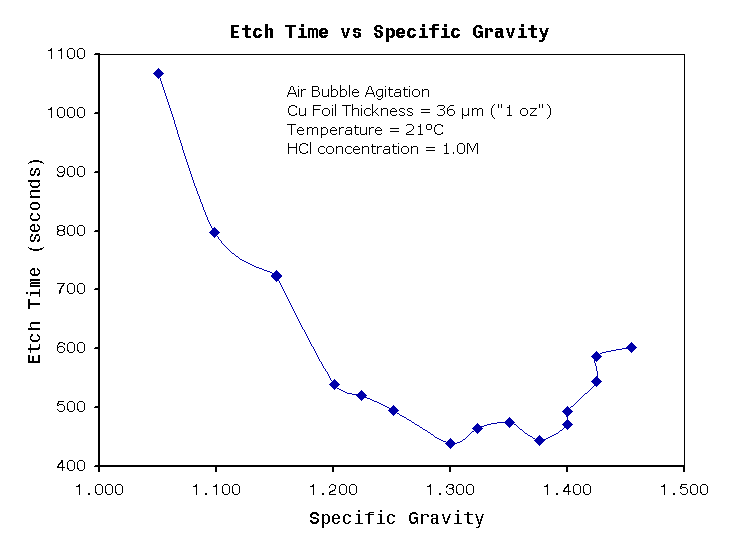 Etch Time vs Specific Gravity
Air Bubble Agitation
Cu Foil Thickness = 36 µm ("1 oz")
Temperature = 21ºC
HCl concentration = 1.0M
Etch Time (seconds)
1100
1000
900
800
700
600
500
400
1.000 1.100 1.200 1.300 1.400 1.500
Specific Gravity